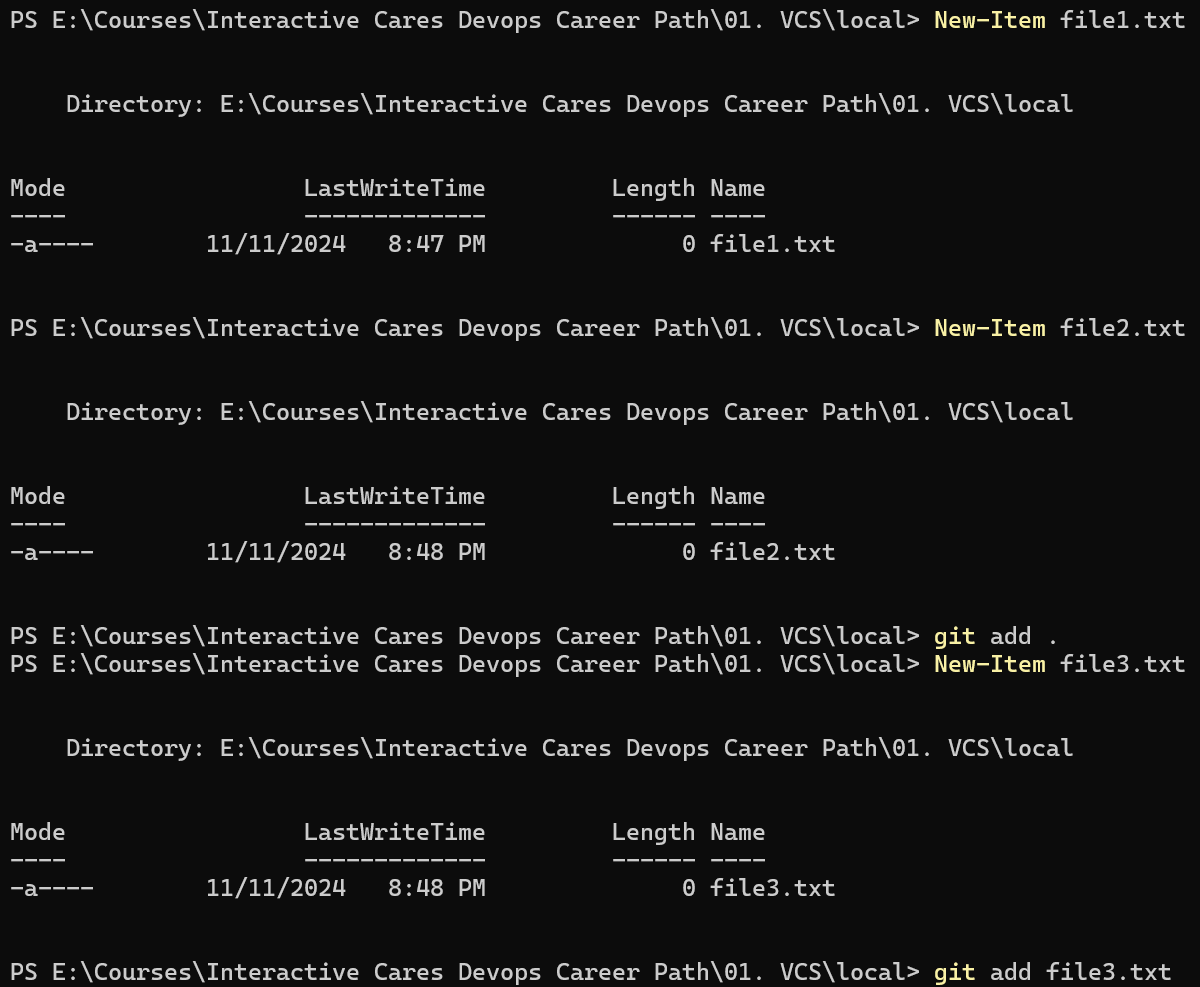 PS E:\Courses\Interactive Cares Devops Career Path\01. VCS\local> New-Item file1.txt
Directory: E:\Courses\Interactive Cares Devops Career Path\01. VCS\local
Mode                 LastWriteTime         Length Name
----                 -------------         ------ ----
-a----        11/11/2024   8:47 PM              0 file1.txt
PS E:\Courses\Interactive Cares Devops Career Path\01. VCS\local> New-Item file2.txt
Directory: E:\Courses\Interactive Cares Devops Career Path\01. VCS\local
Mode                 LastWriteTime         Length Name
----                 -------------         ------ ----
-a----        11/11/2024   8:48 PM              0 file2.txt
PS E:\Courses\Interactive Cares Devops Career Path\01. VCS\local> git add .
PS E:\Courses\Interactive Cares Devops Career Path\01. VCS\local> New-Item file3.txt
Directory: E:\Courses\Interactive Cares Devops Career Path\01. VCS\local
Mode                 LastWriteTime         Length Name
----                 -------------         ------ ----
-a----        11/11/2024   8:48 PM              0 file3.txt
PS E:\Courses\Interactive Cares Devops Career Path\01. VCS\local> git add file3.txt